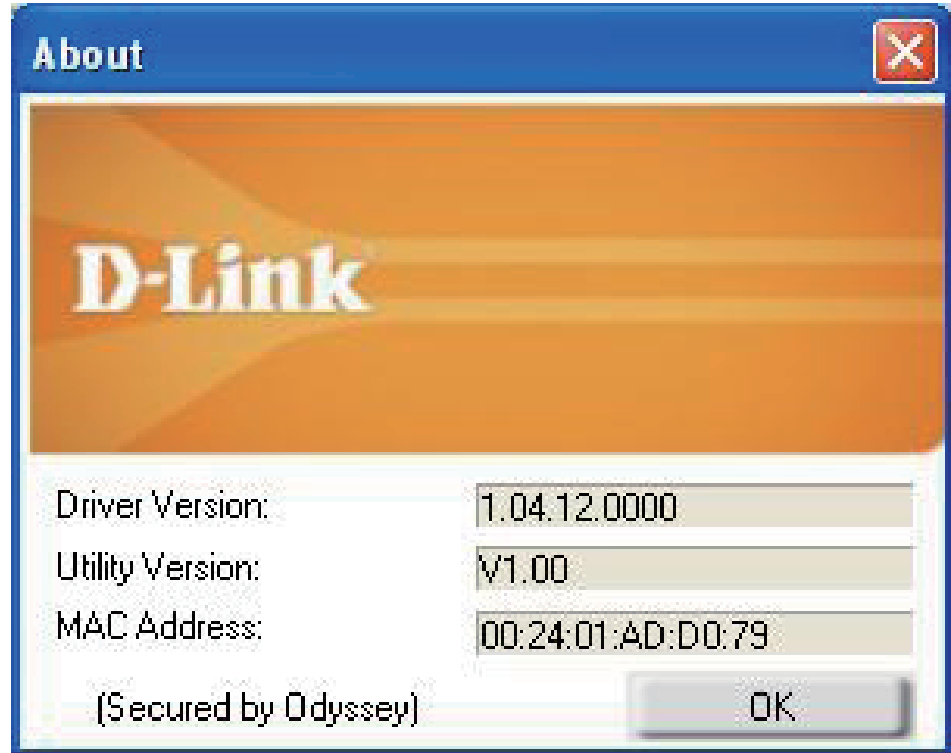 About
D-Link
Driver Version: 1.04.12.0000
Utility Version: V1.00
MAC Address: 00:24:01:AD:D0:79
(Secured by Odyssey) OK